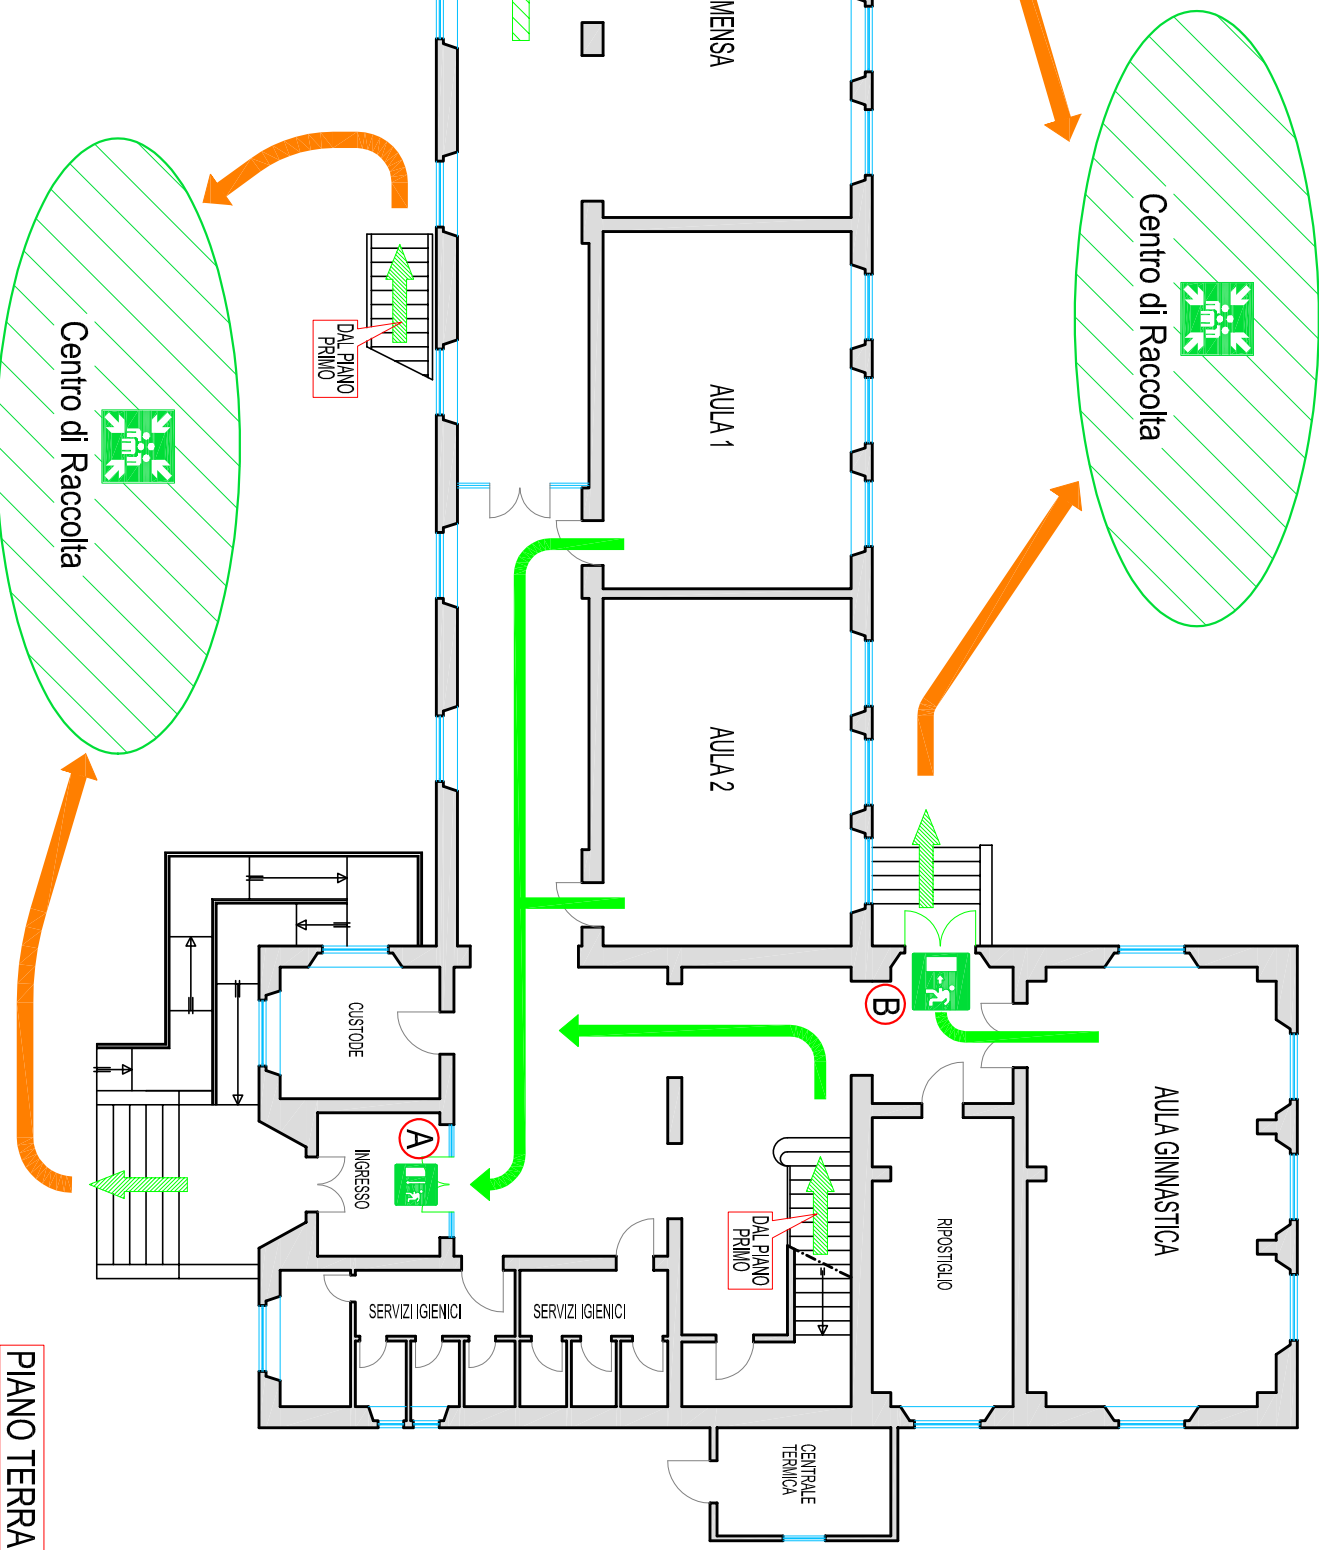 MENSA
Centro di Raccolta
DAL PIANO
PRIMO
Centro di Raccolta
AULA 1
AULA 2
B
CUSTODE
A
INGRESSO
AULA GINNASTICA
RIPOSTIGLIO
DAL PIANO
PRIMO
SERVIZI IGIENICI
SERVIZI IGIENICI
CENTRALE
TERMICA
PIANO TERRA